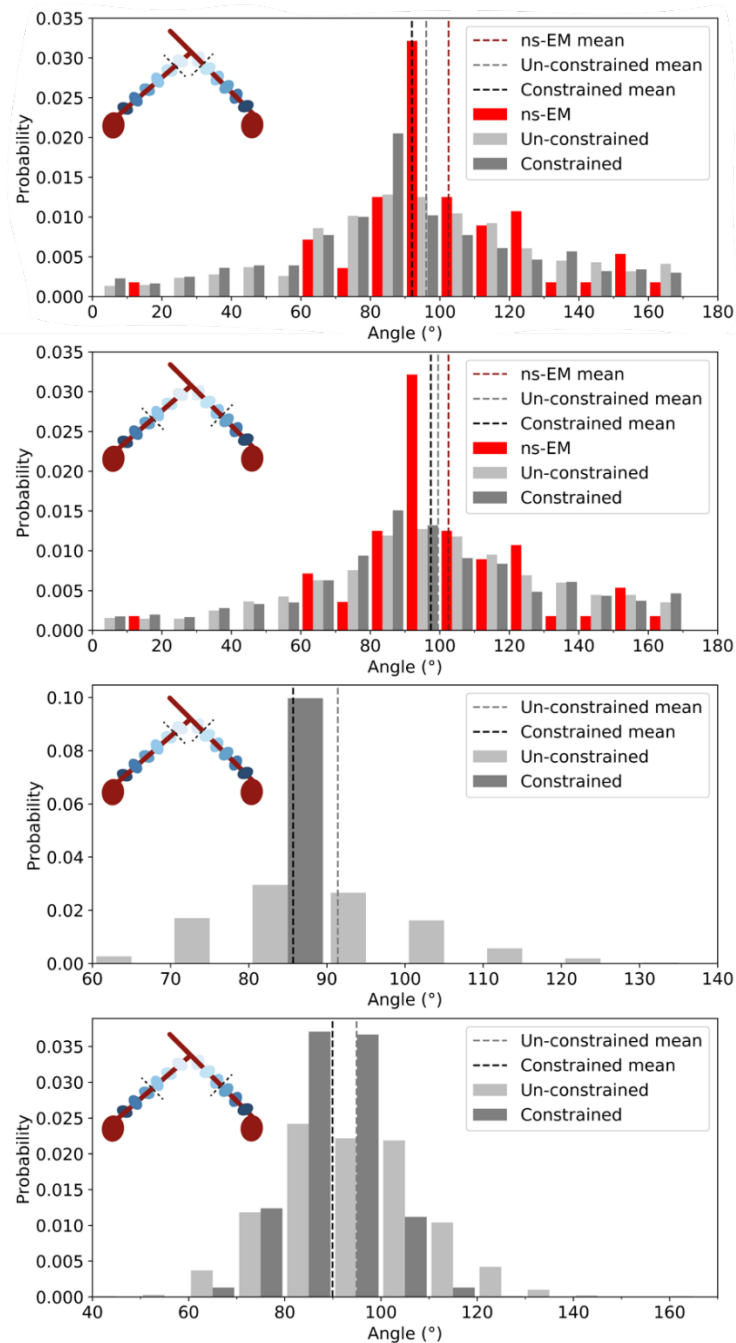 0.035
0.030
0.025
0.020
0.015
0.010
0.005
0.000
Probability
ns-EM mean
Un-constrained mean
Constrained mean
ns-EM
Un-constrained
Constrained
0 20 40 60 80 100 120 140 160 180
Angle (°)
0.035
0.030
0.025
0.020
0.015
0.010
0.005
0.000
Probability
ns-EM mean
Un-constrained mean
Constrained mean
ns-EM
Un-constrained
Constrained
0 20 40 60 80 100 120 140 160 180
Angle (°)
0.10
0.08
0.06
0.04
0.02
0.00
Probability
Un-constrained mean
Constrained mean
Un-constrained
Constrained
60 70 80 90 100 110 120 130 140
Angle (°)
0.035
0.030
0.025
0.020
0.015
0.010
0.005
0.000
Probability
Un-constrained mean
Constrained mean
Un-constrained
Constrained
40 60 80 100 120 140 160
Angle (°)